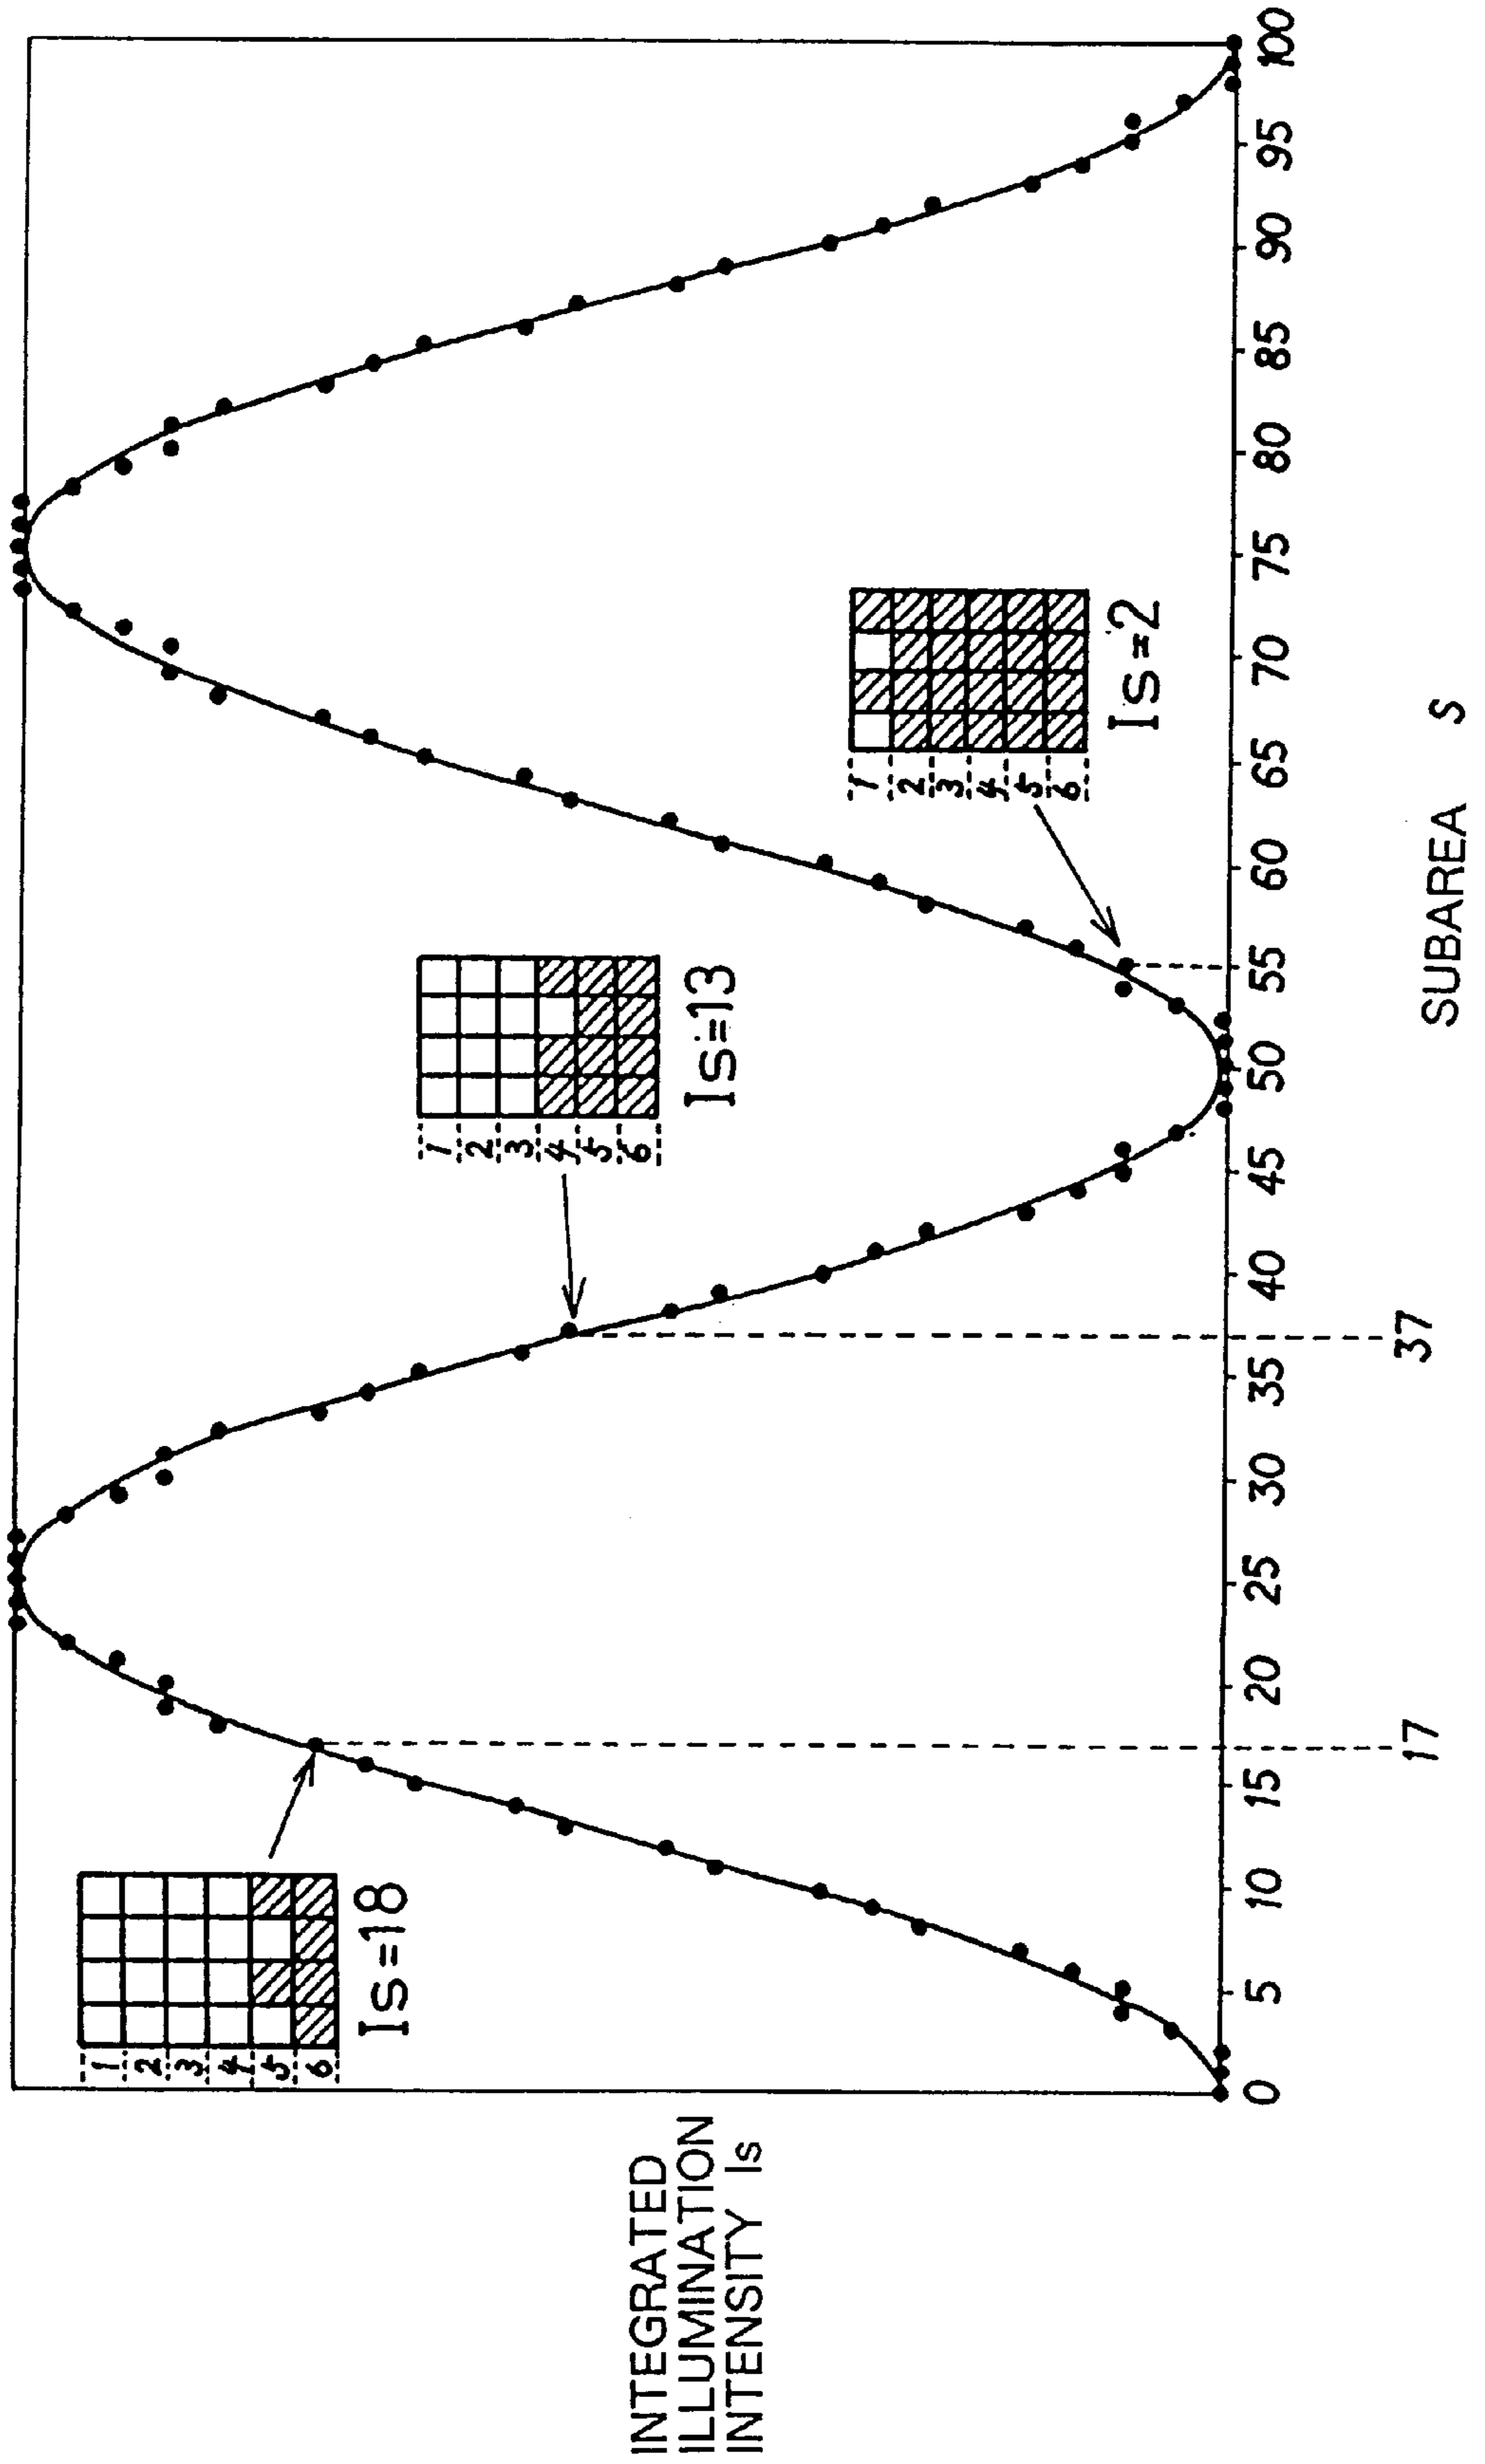 INTEGRATED
ILLUMINATION
INTENSITY Is
1
2
3
4
5
6
Is=18
1
2
3
4
5
6
Is=13
1
2
3
4
5
6
Is=2
0 5 10 15 20 25 30 35 40 45 50 55 60 65 70 75 80 85 90 95 100
17 37
SUBAREA S